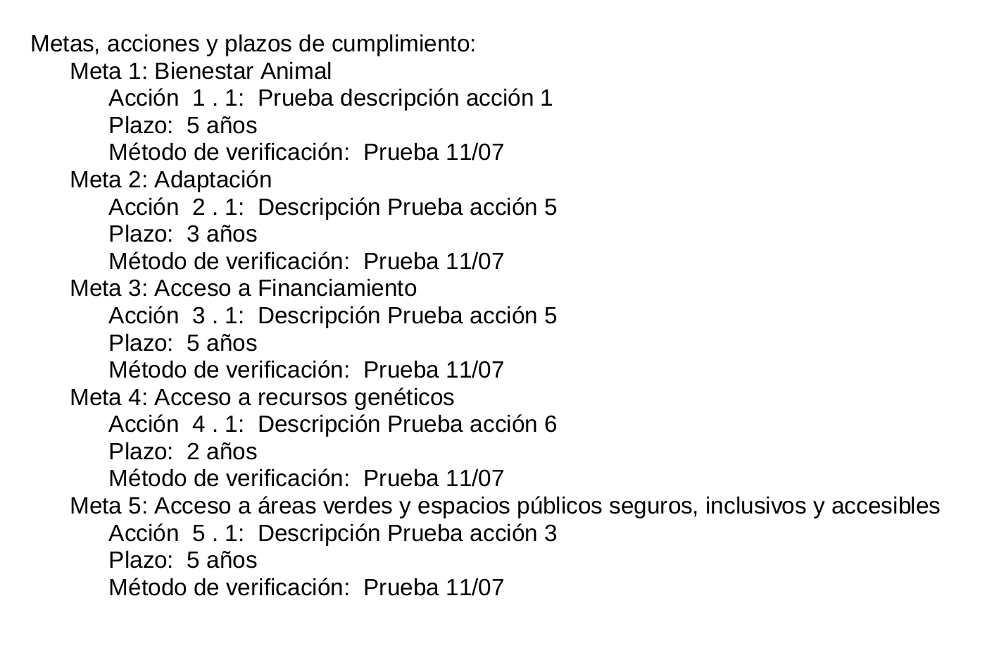 Metas, acciones y plazos de cumplimiento:
Meta 1: Bienestar Animal
Acción  1 . 1:  Prueba descripción acción 1
Plazo:  5 años
Método de verificación:  Prueba 11/07
Meta 2: Adaptación
Acción  2 . 1:  Descripción Prueba acción 5
Plazo:  3 años
Método de verificación:  Prueba 11/07
Meta 3: Acceso a Financiamiento
Acción  3 . 1:  Descripción Prueba acción 5
Plazo:  5 años
Método de verificación:  Prueba 11/07
Meta 4: Acceso a recursos genéticos
Acción  4 . 1:  Descripción Prueba acción 6
Plazo:  2 años
Método de verificación:  Prueba 11/07
Meta 5: Acceso a áreas verdes y espacios públicos seguros, inclusivos y accesibles
Acción  5 . 1:  Descripción Prueba acción 3
Plazo:  5 años
Método de verificación:  Prueba 11/07